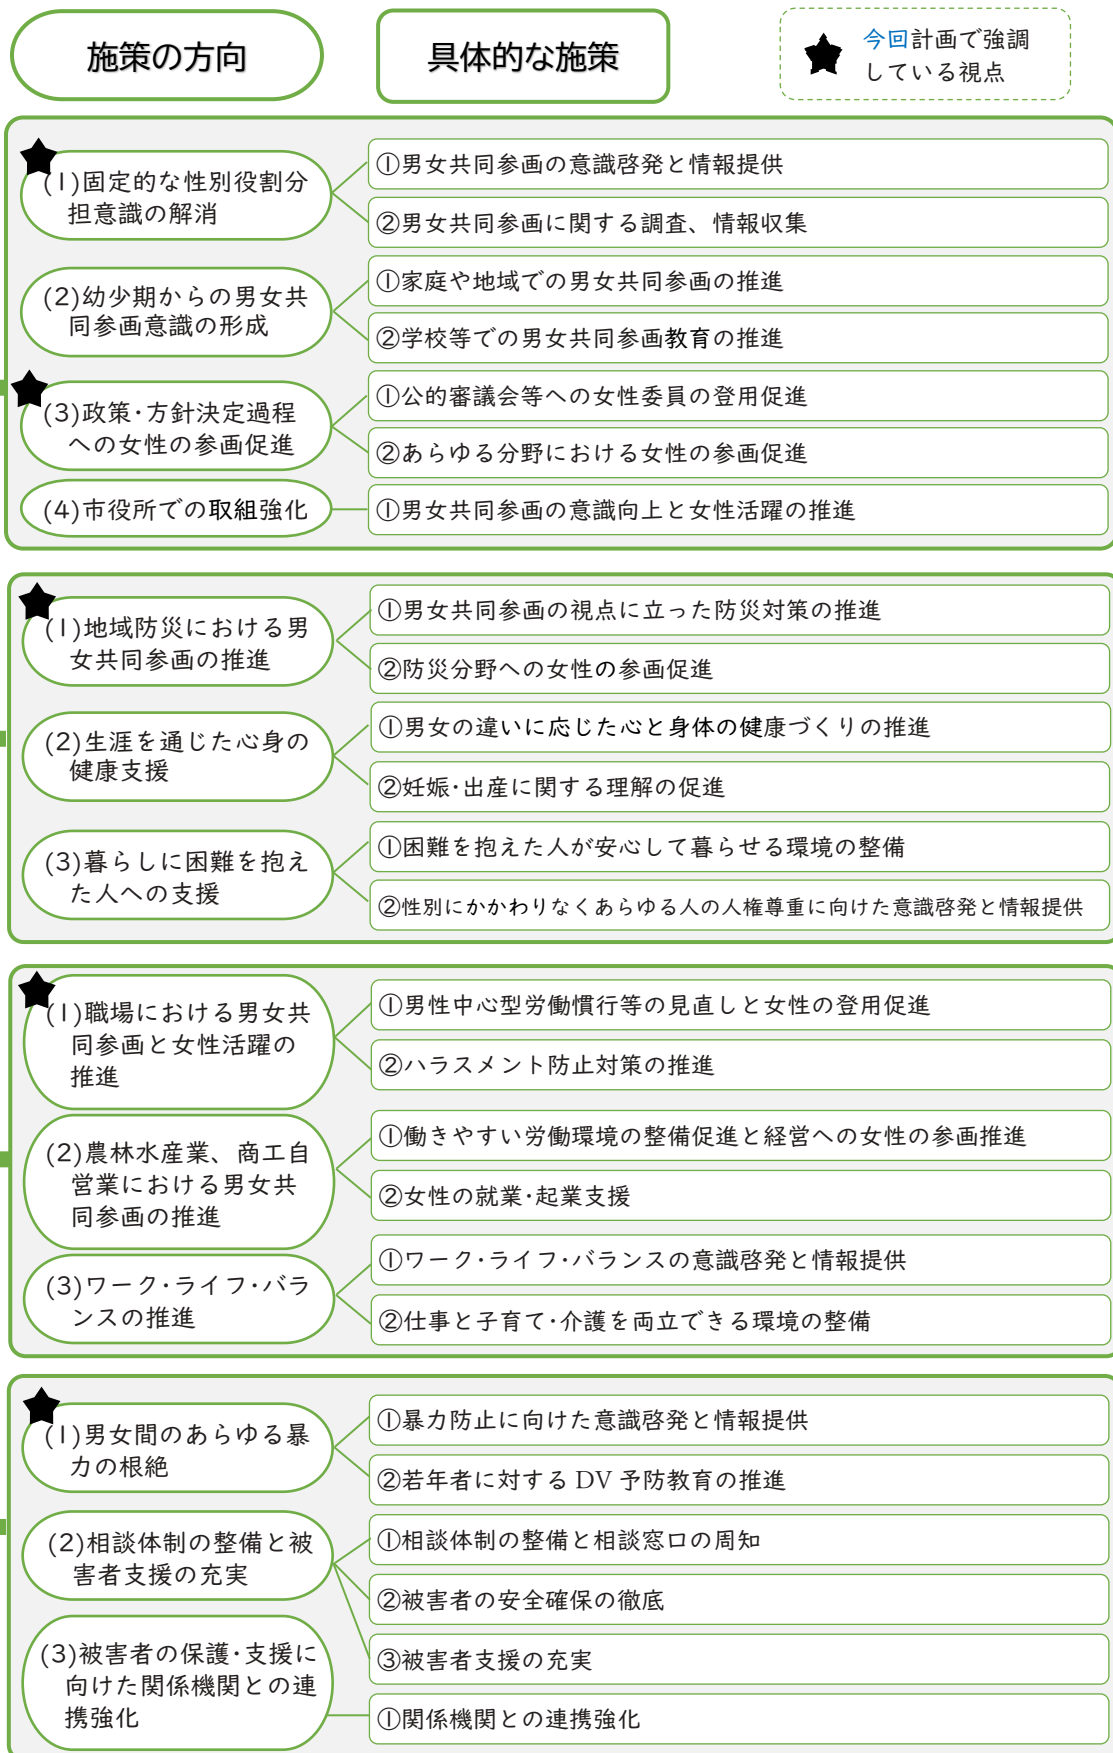 施策の方向
具体的な施策
今回計画で強調
している視点
(1)固定的な性別役割分
担意識の解消
①男女共同参画の意識啓発と情報提供
②男女共同参画に関する調査、情報収集
(2)幼少期からの男女共
同参画意識の形成
①家庭や地域での男女共同参画の推進
②学校等での男女共同参画教育の推進
(3)政策・方針決定過程
への女性の参画促進
①公的審議会等への女性委員の登用促進
②あらゆる分野における女性の参画促進
(4)市役所での取組強化
①男女共同参画の意識向上と女性活躍の推進
(1)地域防災における男
女共同参画の推進
①男女共同参画の視点に立った防災対策の推進
②防災分野への女性の参画促進
(2)生涯を通じた心身の
健康支援
①男女の違いに応じた心と身体の健康づくりの推進
②妊娠・出産に関する理解の促進
(3)暮らしに困難を抱え
た人への支援
①困難を抱えた人が安心して暮らせる環境の整備
②性別にかかわりなくあらゆる人の人権尊重に向けた意識啓発と情報提供
(1)職場における男女共
同参画と女性活躍の
推進
①男性中心型労働慣行等の見直しと女性の登用促進
②ハラスメント防止対策の推進
(2)農林水産業、商工自
営業における男女共
同参画の推進
①働きやすい労働環境の整備促進と経営への女性の参画推進
②女性の就業・起業支援
(3)ワーク・ライフ・バラ
ンスの推進
①ワーク・ライフ・バランスの意識啓発と情報提供
②仕事と子育て・介護を両立できる環境の整備
(1)男女間のあらゆる暴
力の根絶
①暴力防止に向けた意識啓発と情報提供
②若年者に対する DV 予防教育の推進
(2)相談体制の整備と被
害者支援の充実
①相談体制の整備と相談窓口の周知
②被害者の安全確保の徹底
③被害者支援の充実
(3)被害者の保護・支援に
向けた関係機関との連
携強化
①関係機関との連携強化